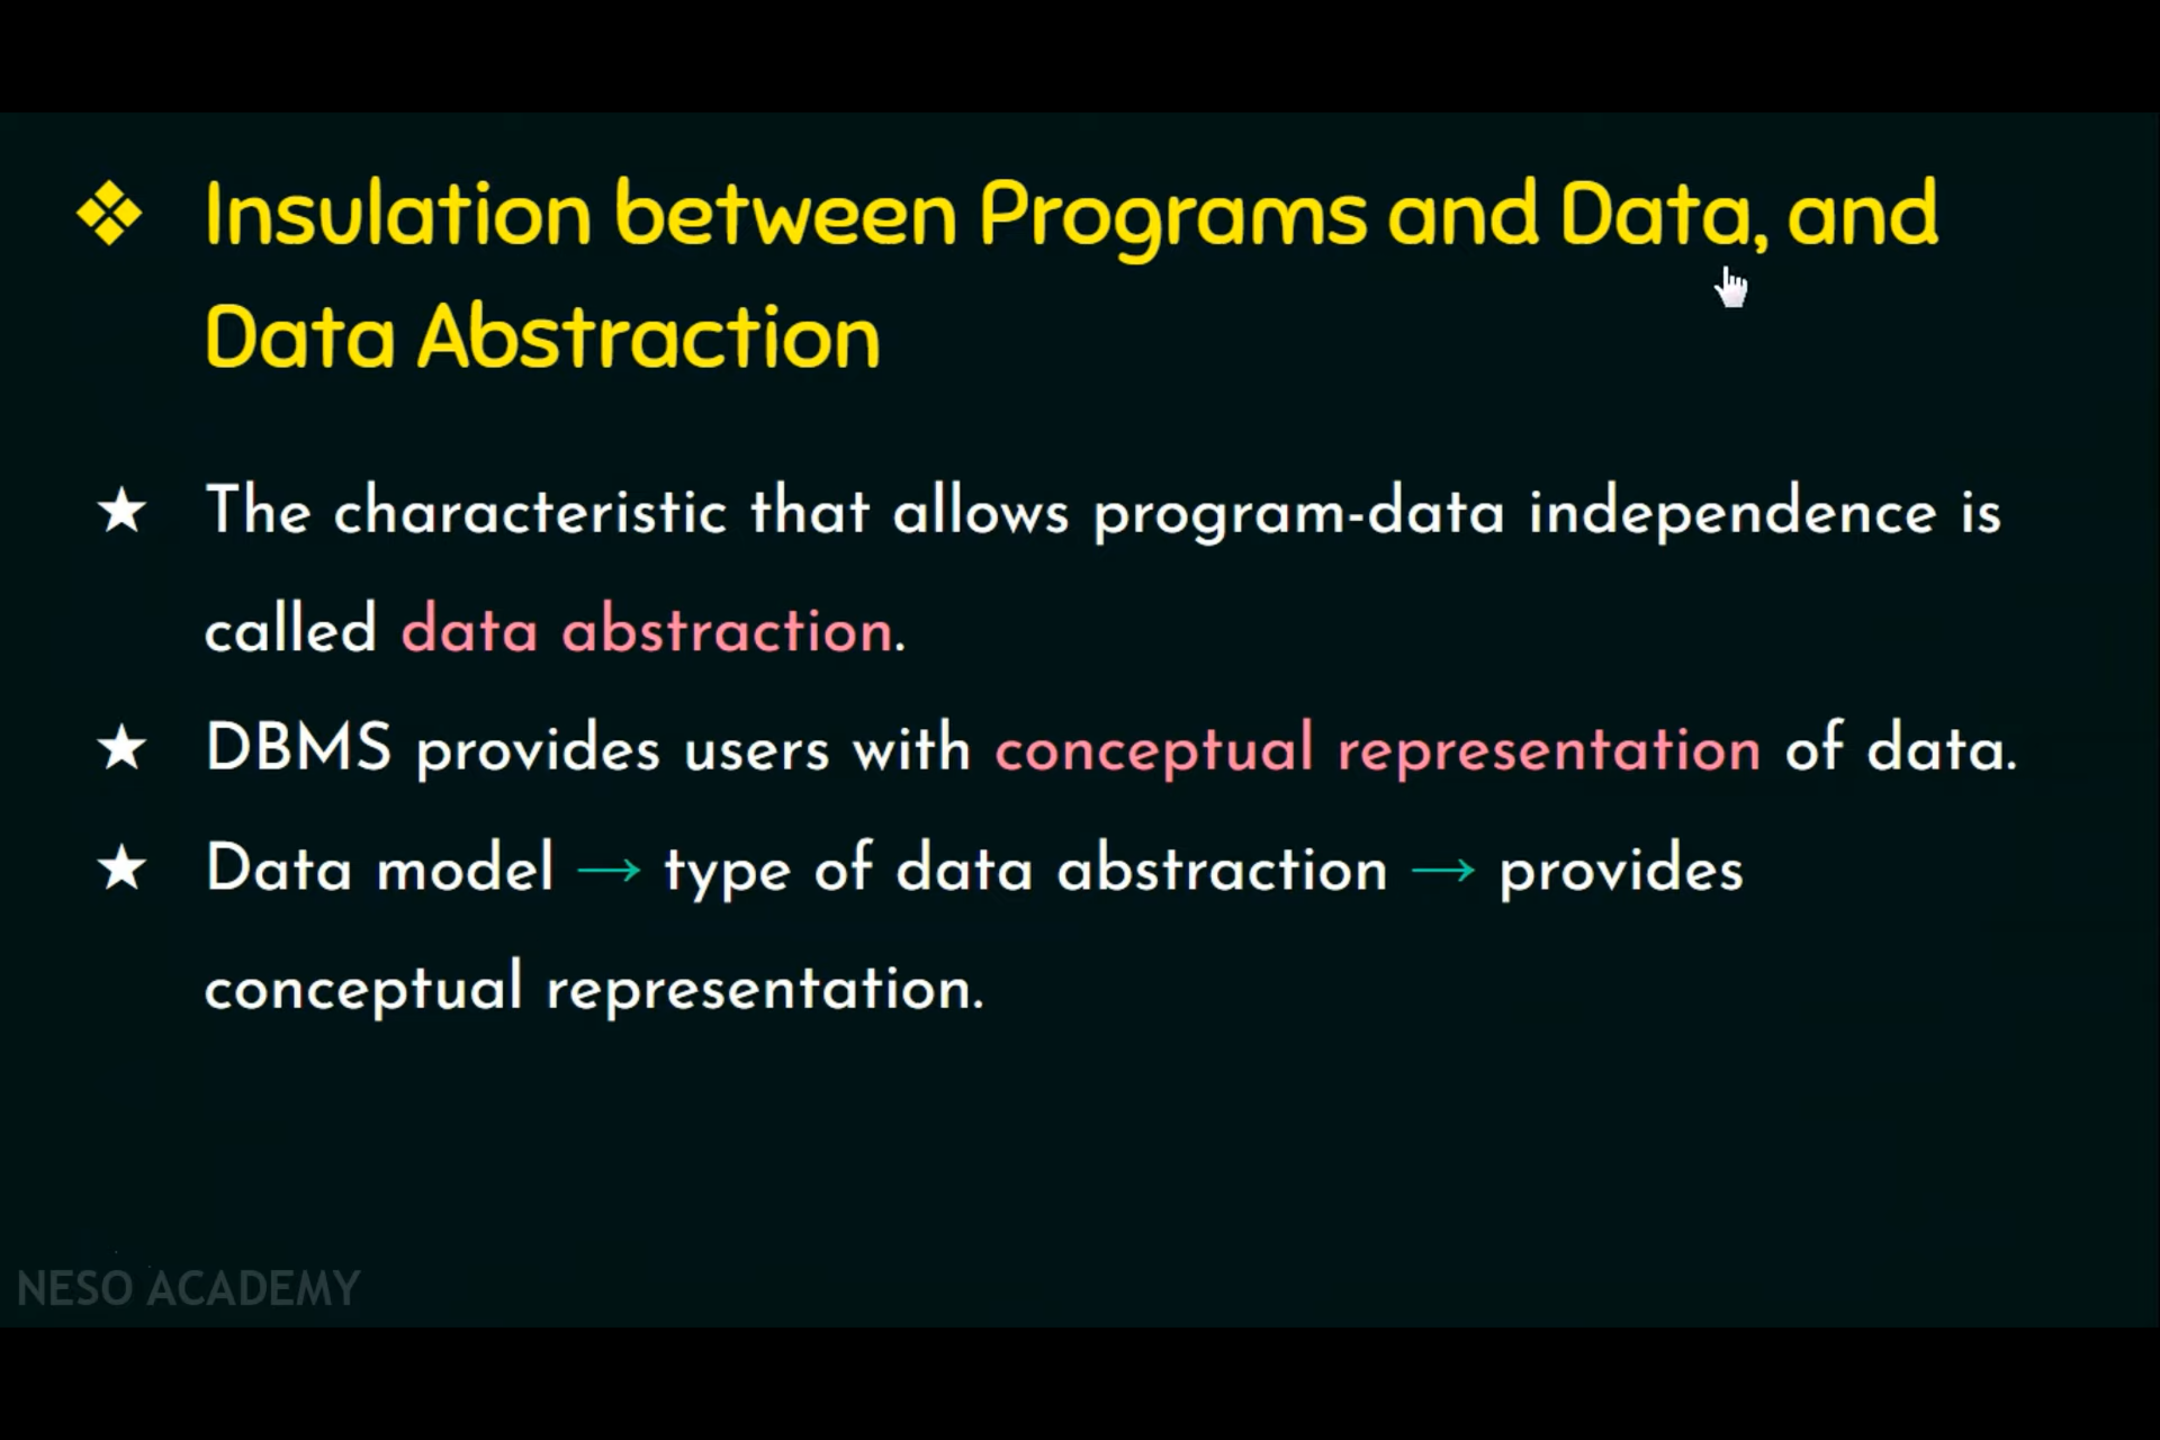 ❖ Insulation between Programs and Data, and
Data Abstraction
★ The characteristic that allows program-data independence is
called data abstraction.
★ DBMS provides users with conceptual representation of data.
★ Data model → type of data abstraction → provides
conceptual representation.
NESO ACADEMY